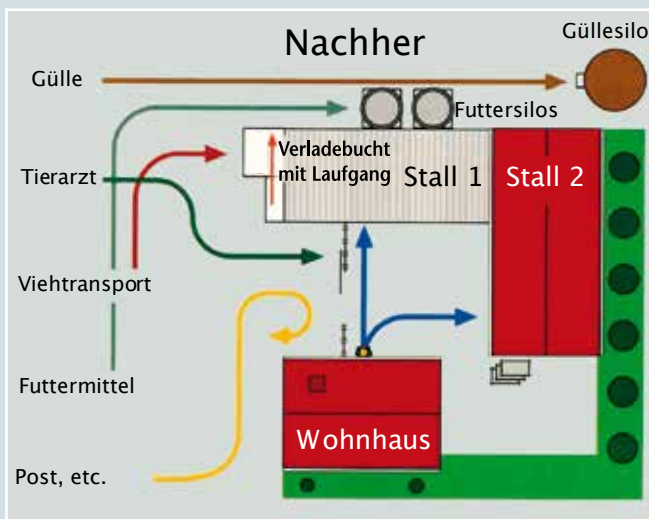 Nachher
Güllesilo
Gülle
Futtersilos
Verladebucht
mit Laufgang
Stall 1
Stall 2
Tierarzt
Viehtransport
Futtermittel
Wohnhaus
Post, etc.